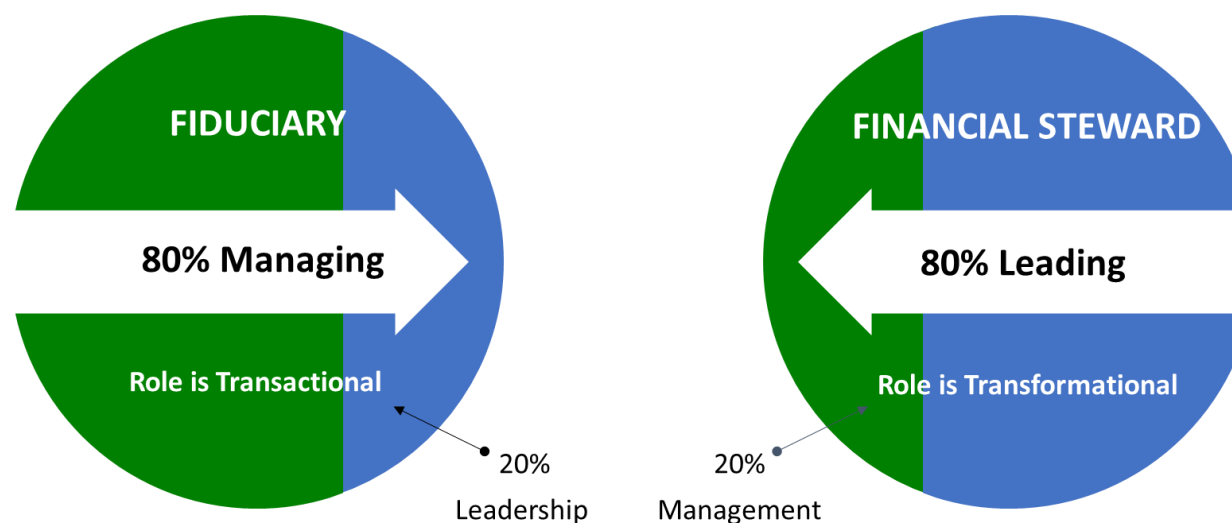 FIDUCIARY
80% Managing
Role is Transactional
20%
Leadership
FINANCIAL STEWARD
80% Leading
Role is Transformational
20%
Management